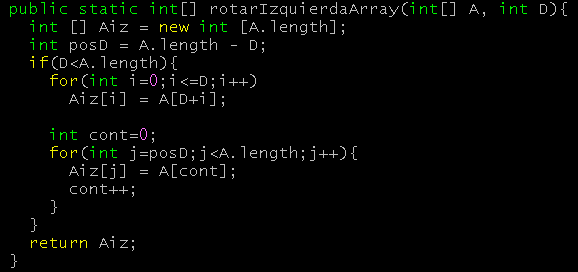 public static int[] rotarIzquierdaArray(int[] A, int D){
  int [] Aiz = new int [A.length];
  int posD = A.length - D;
  if(D<A.length){
    for(int i=0;i<=D;i++)
      Aiz[i] = A[D+i];

    int cont=0;
    for(int j=posD;j<A.length;j++){
      Aiz[j] = A[cont];
      cont++;
    }
  }
  return Aiz;
}